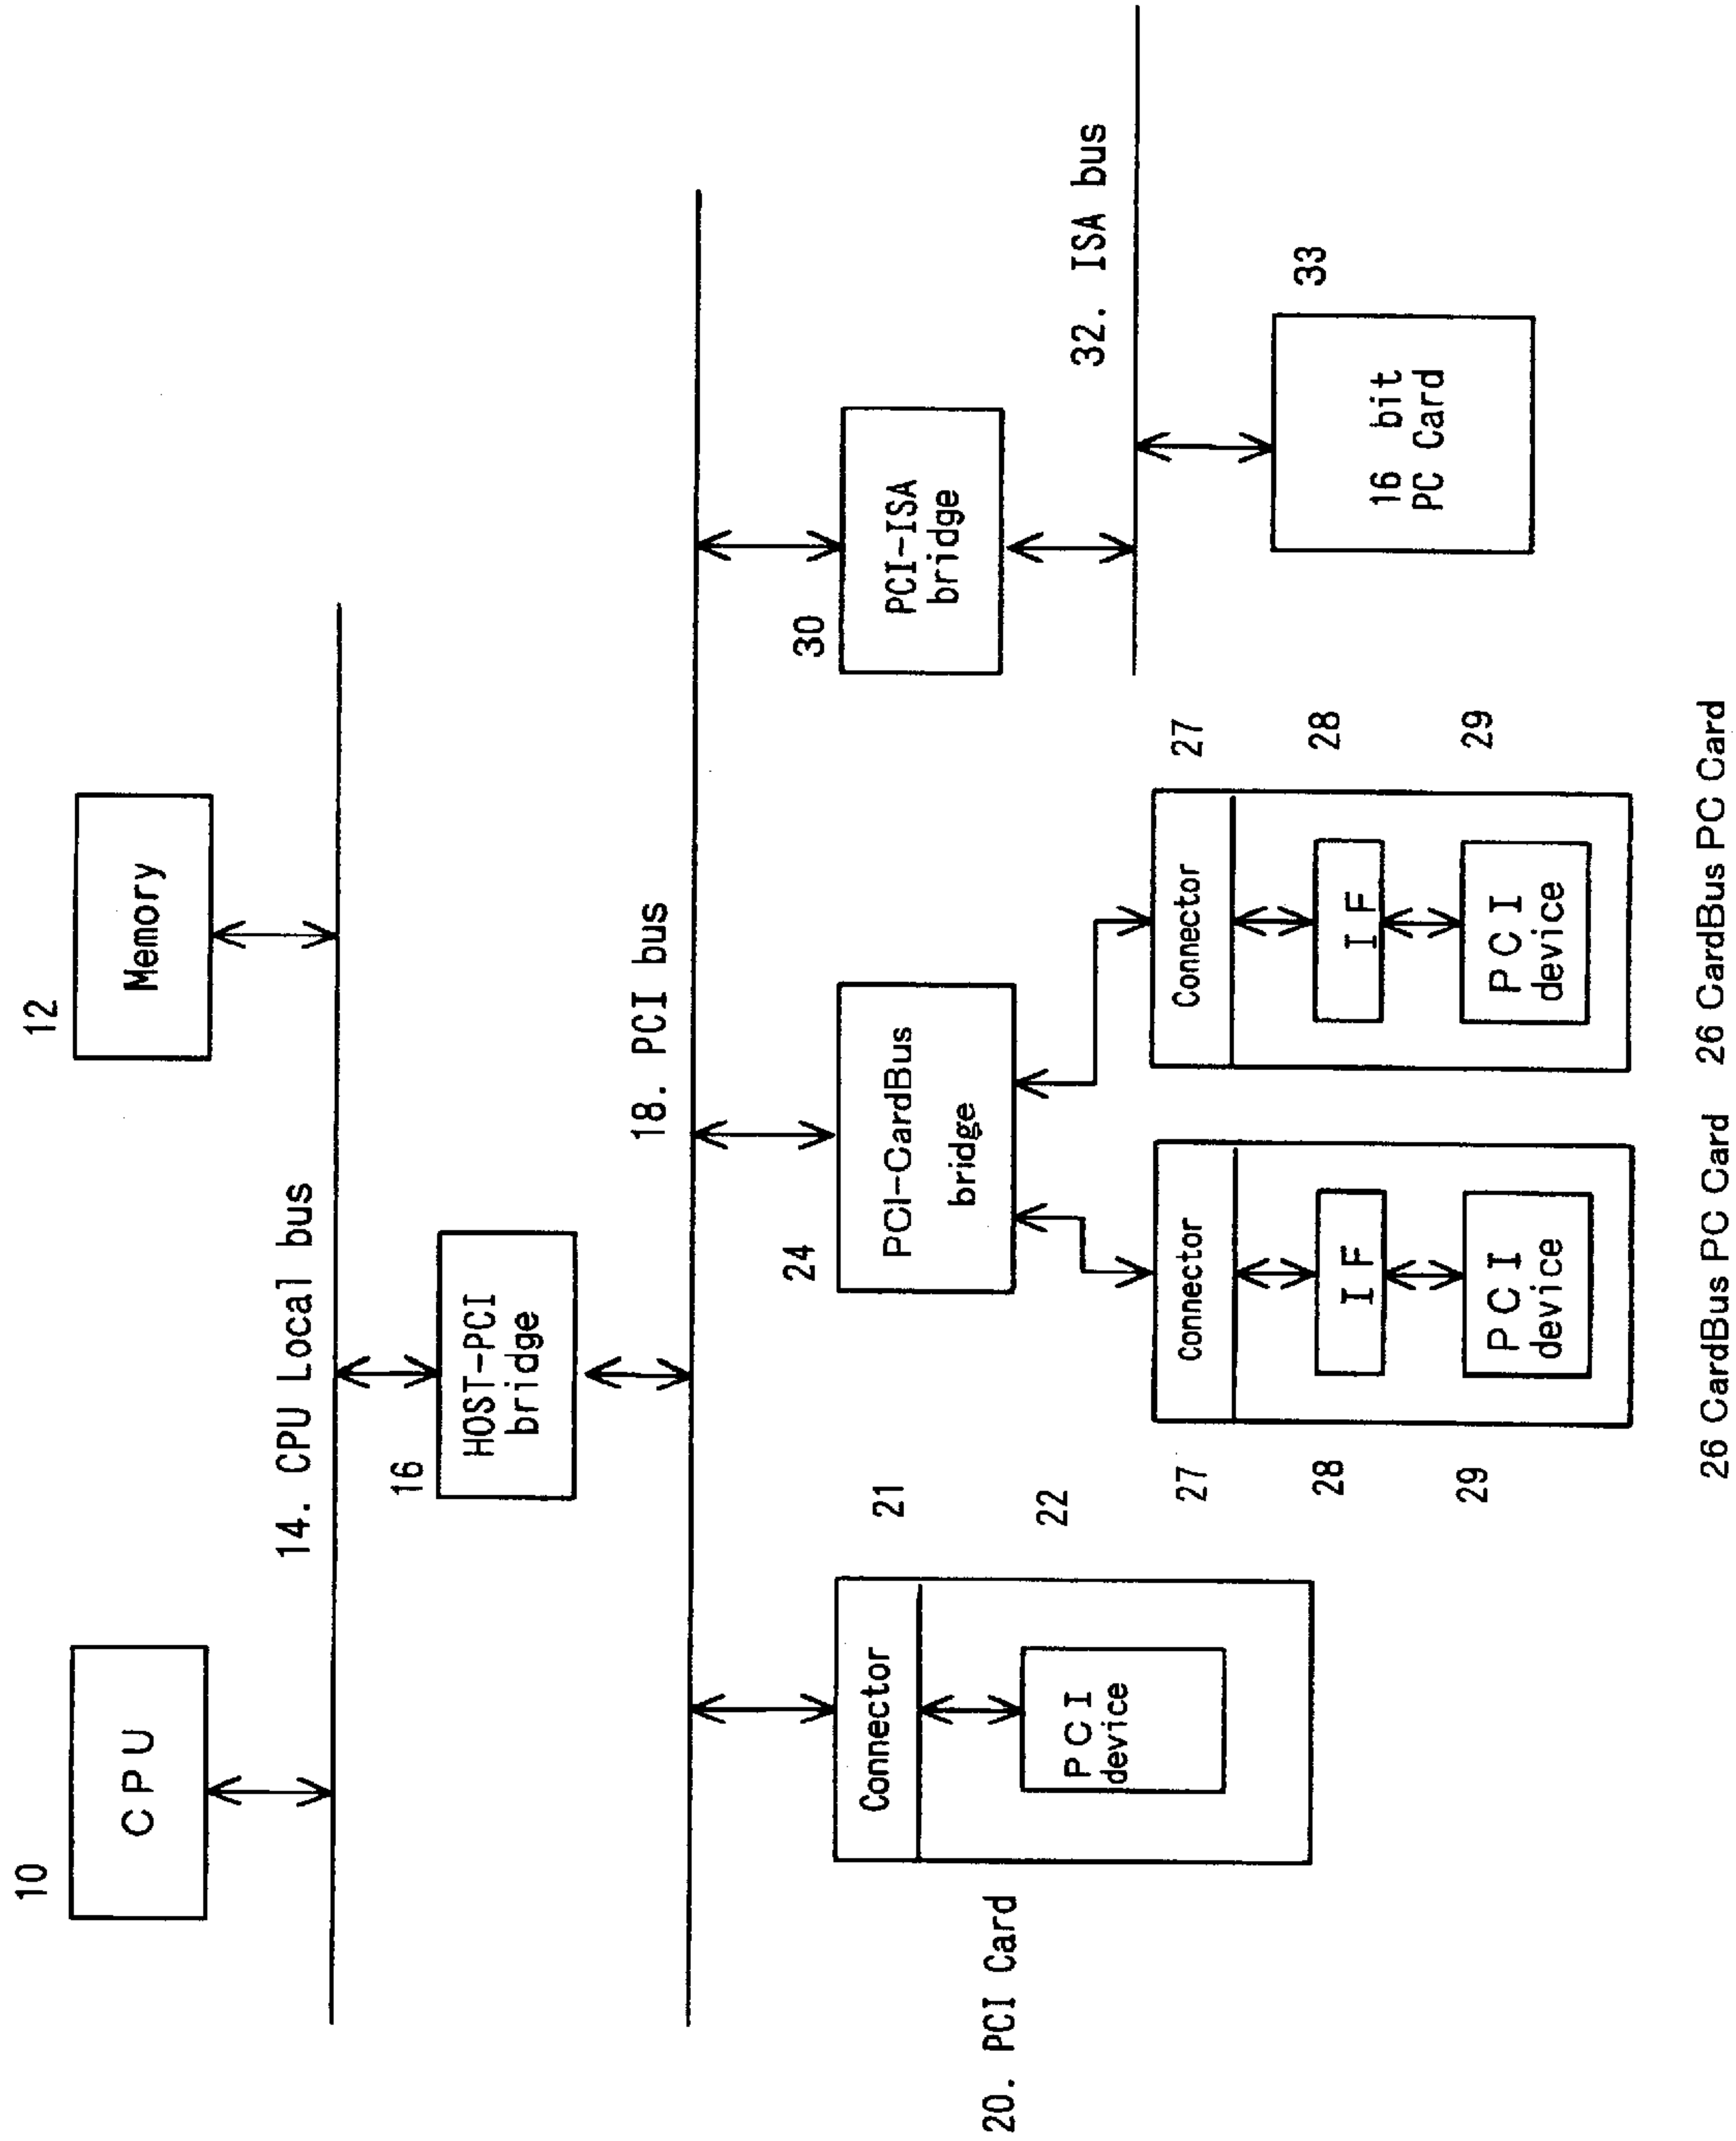 10
CPU
12
Memory
14. CPU Local bus
16
HOST-PCI
bridge
18. PCI bus
20. PCI Card
Connector
21
PCI
device
22
24
PCI-CardBus
bridge
Connector
27
IF
28
PCI
device
29
26 CardBus PC Card
Connector
27
IF
28
PCI
device
29
26 CardBus PC Card
30
PCI-ISA
bridge
32. ISA bus
16 bit
PC Card
33